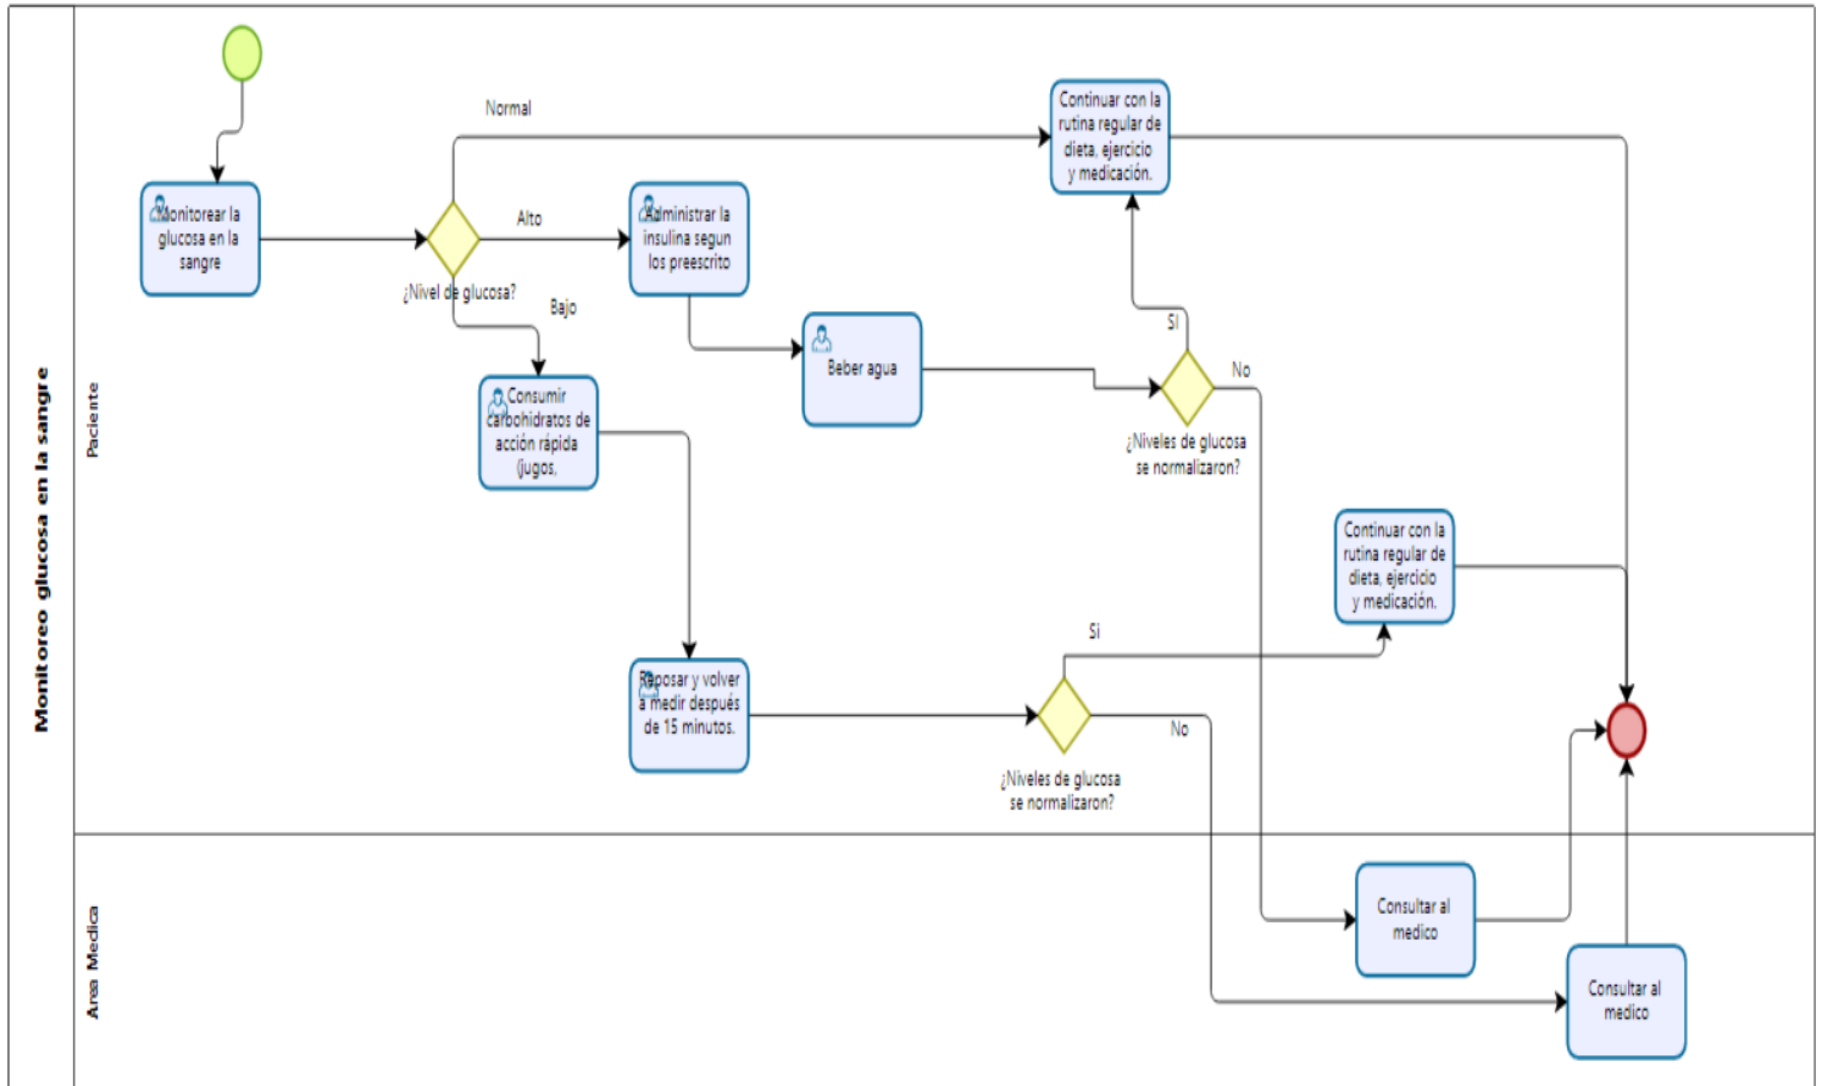 Monitoreo glucosa en la sangre
Paciente
Normal
Continuar con la
rutina regular de
dieta, ejercicio
y medicación.
Monitorear la
glucosa en la
sangre
Alto
Administrar la
insulina segun
los preescrito
¿Nivel de glucosa?
Bajo
Beber agua
SI
No
¿Niveles de glucosa
se normalizaron?
Consumir
carbohidratos de
acción rápida
(jugos,
Continuar con la
rutina regular de
dieta, ejercicio
y medicación.
Reposar y volver
a medir después
de 15 minutos.
Si
No
¿Niveles de glucosa
se normalizaron?
Area Medica
Consultar al
medico
Consultar al
medico